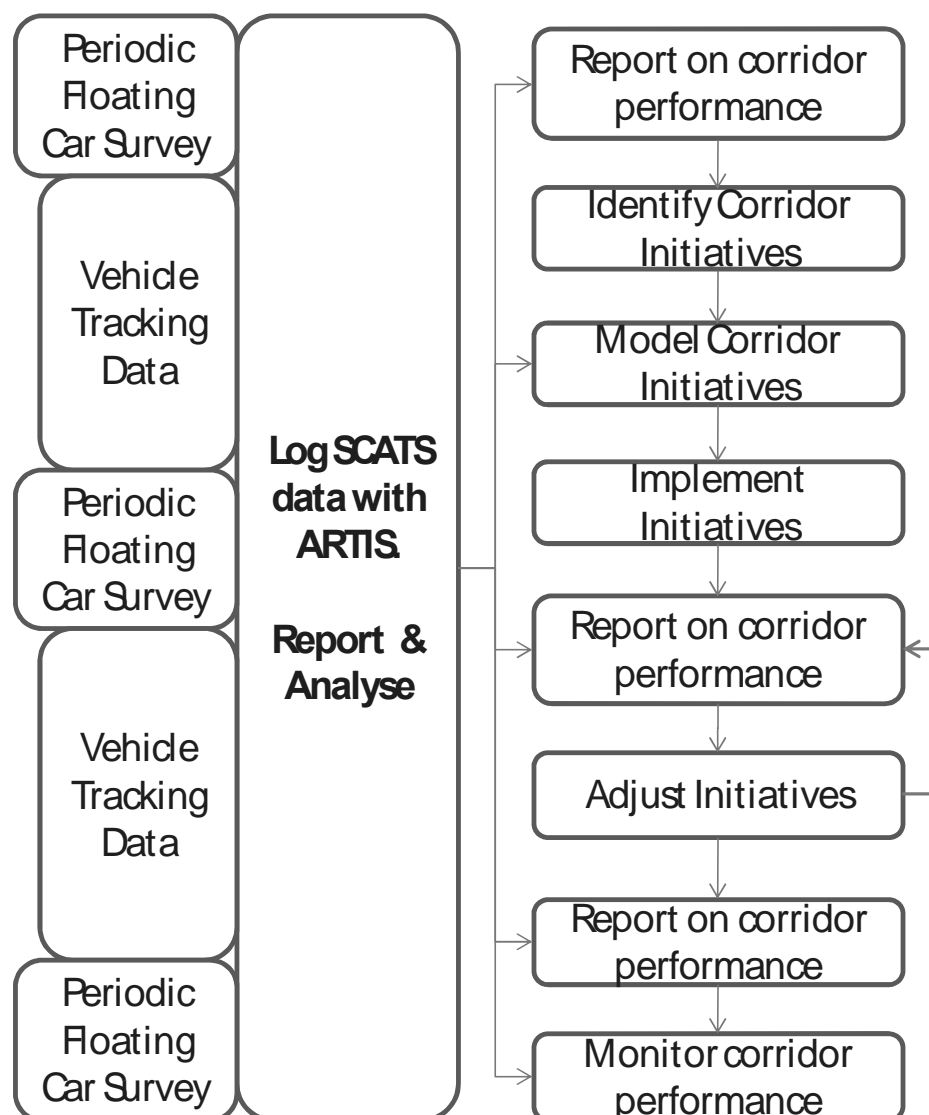 Periodic
Floating
Car Survey
Vehicle
Tracking
Data
Periodic
Floating
Car Survey
Vehicle
Tracking
Data
Periodic
Floating
Car Survey
Log SCATS
data with
ARTIS.
Report & 
Analyse
Report on corridor
performance
Identify Corridor
Initiatives
Model Corridor
Initiatives
Implement
Initiatives
Report on corridor
performance
Adjust Initiatives
Report on corridor
performance
Monitor corridor
performance